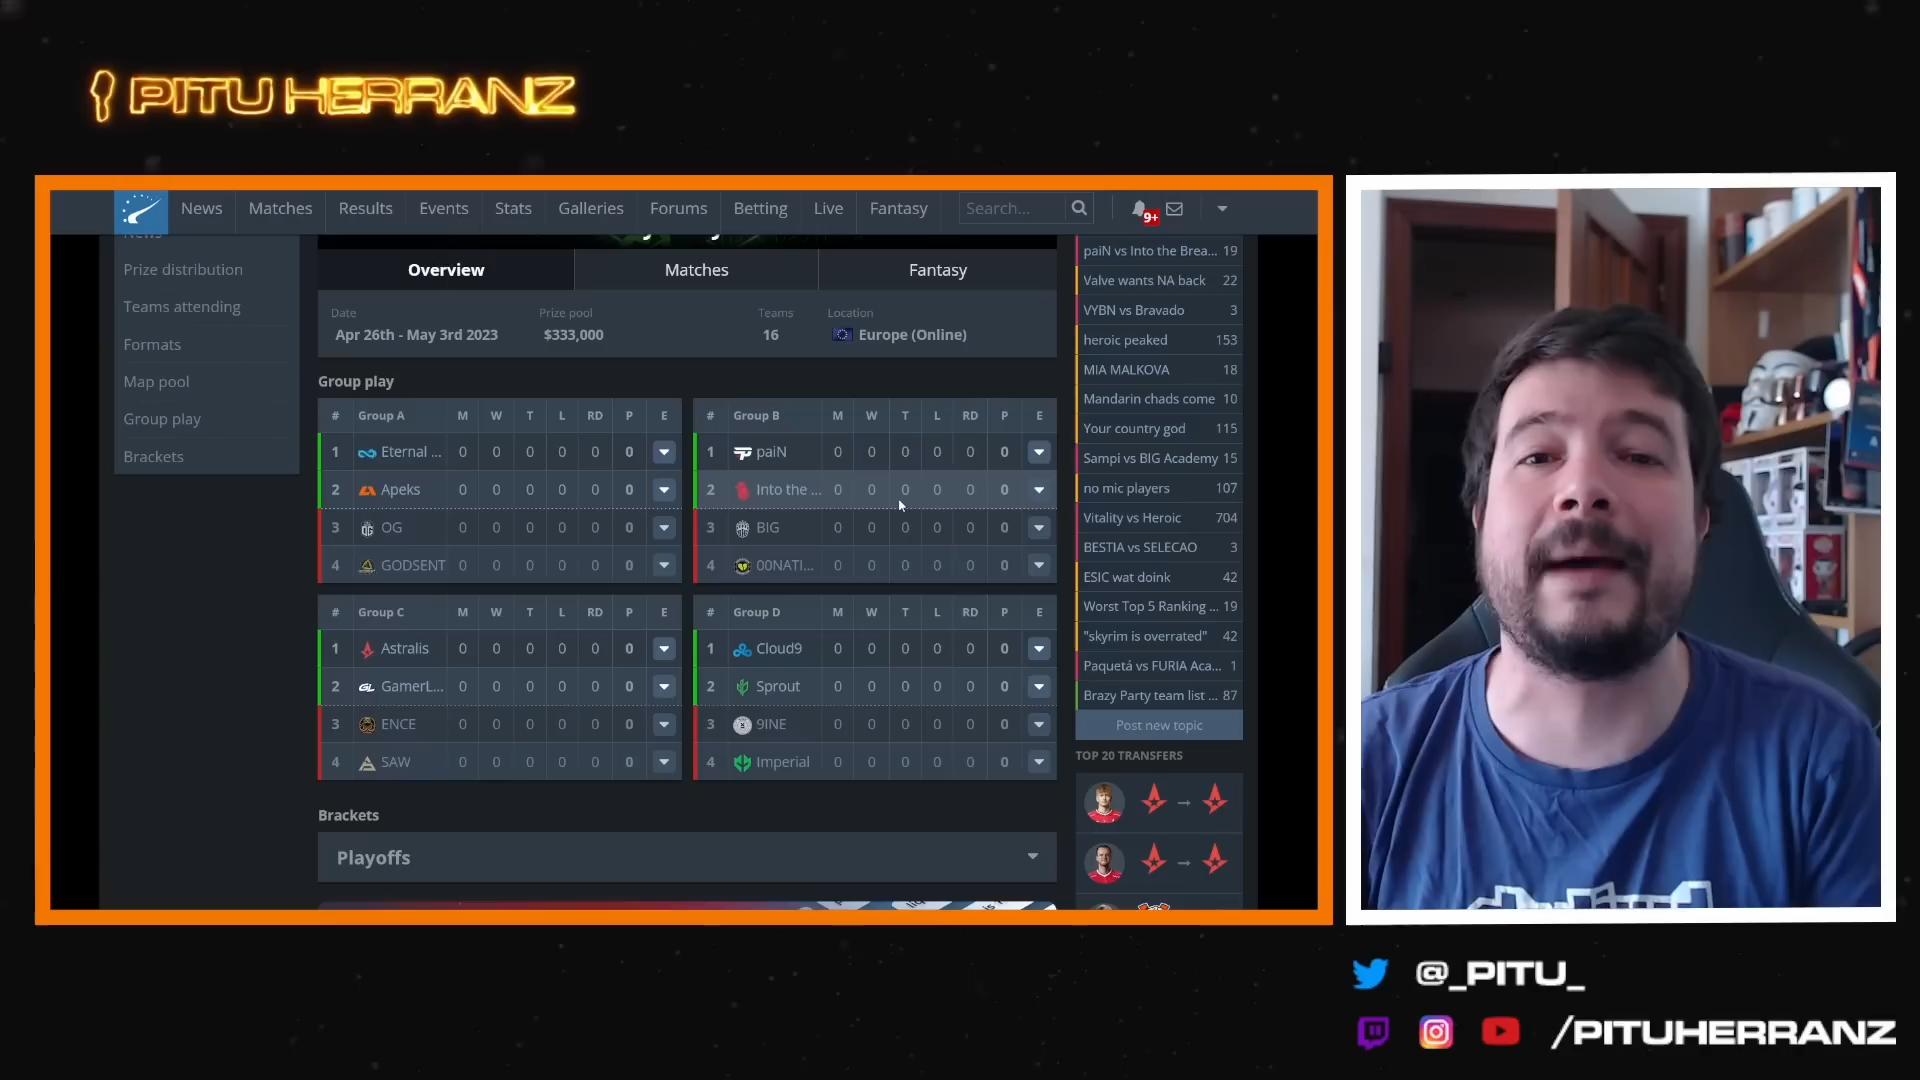 PITU HERRANZ
News Matches Results Events Stats Galleries Forums Betting Live Fantasy Search... 9+
News
Prize distribution
Teams attending
Formats
Map pool
Group play
Brackets
Overview Matches Fantasy
Date Prize pool Teams Location
Apr 26th - May 3rd 2023 $333,000 16 Europe (Online)
Group play
# Group A M W T L RD P E
1 Eternal ... 0 0 0 0 0 0
2 Apeks 0 0 0 0 0 0
3 OG 0 0 0 0 0 0
4 GODSENT 0 0 0 0 0 0
# Group B M W T L RD P E
1 paiN 0 0 0 0 0 0
2 Into the ... 0 0 0 0 0 0
3 BIG 0 0 0 0 0 0
4 00NATI... 0 0 0 0 0 0
# Group C M W T L RD P E
1 Astralis 0 0 0 0 0 0
2 GamerL... 0 0 0 0 0 0
3 ENCE 0 0 0 0 0 0
4 SAW 0 0 0 0 0 0
# Group D M W T L RD P E
1 Cloud9 0 0 0 0 0 0
2 Sprout 0 0 0 0 0 0
3 9INE 0 0 0 0 0 0
4 Imperial 0 0 0 0 0 0
Brackets
Playoffs
paiN vs Into the Brea... 19
Valve wants NA back 22
VYBN vs Bravado 3
heroic peaked 153
MIA MALKOVA 18
Mandarin chads come 10
Your country god 115
Sampi vs BIG Academy 15
no mic players 107
Vitality vs Heroic 704
BESTIA vs SELECAO 3
ESIC wat doink 42
Worst Top 5 Ranking ... 19
"skyrim is overrated" 42
Paquetá vs FURIA Aca... 1
Brazy Party team list ... 87
Post new topic
TOP 20 TRANSFERS
@_PITU_
/PITUHERRANZ